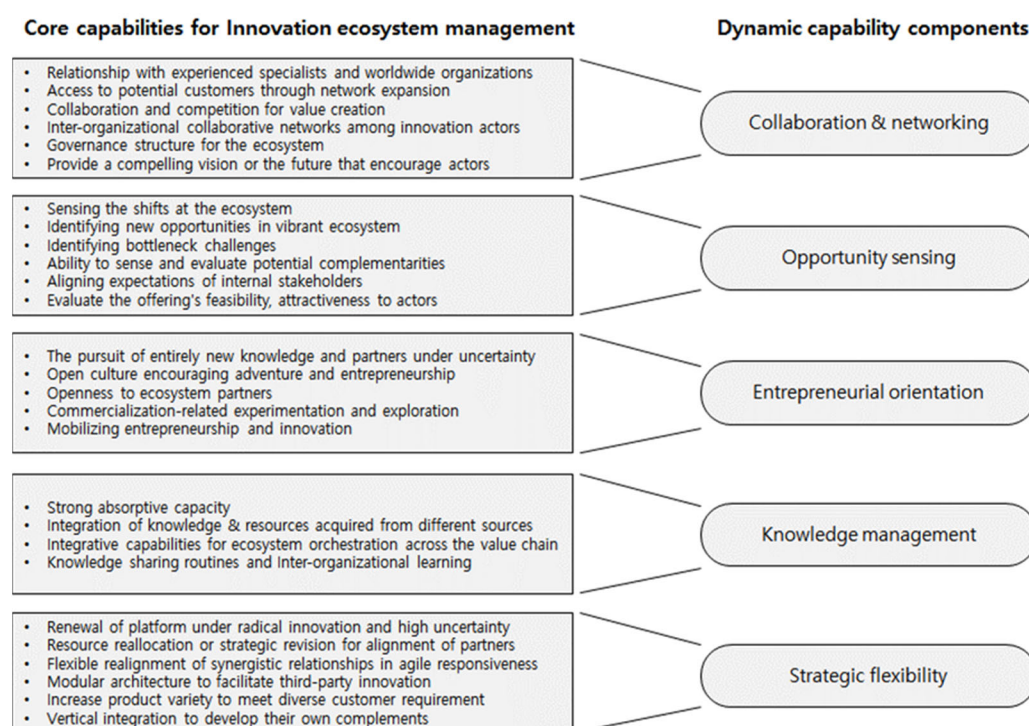 Core capabilities for Innovation ecosystem management
Dynamic capability components
• Relationship with experienced specialists and worldwide organizations
• Access to potential customers through network expansion
• Collaboration and competition for value creation
• Inter-organizational collaborative networks among innovation actors
• Governance structure for the ecosystem
• Provide a compelling vision or the future that encourage actors
Collaboration & networking
• Sensing the shifts at the ecosystem
• Identifying new opportunities in vibrant ecosystem
• Identifying bottleneck challenges
• Ability to sense and evaluate potential complementarities
• Aligning expectations of internal stakeholders
• Evaluate the offering's feasibility, attractiveness to actors
Opportunity sensing
• The pursuit of entirely new knowledge and partners under uncertainty
• Open culture encouraging adventure and entrepreneurship
• Openness to ecosystem partners
• Commercialization-related experimentation and exploration
• Mobilizing entrepreneurship and innovation
Entrepreneurial orientation
• Strong absorptive capacity
• Integration of knowledge & resources acquired from different sources
• Integrative capabilities for ecosystem orchestration across the value chain
• Knowledge sharing routines and Inter-organizational learning
Knowledge management
• Renewal of platform under radical innovation and high uncertainty
• Resource reallocation or strategic revision for alignment of partners
• Flexible realignment of synergistic relationships in agile responsiveness
• Modular architecture to facilitate third-party innovation
• Increase product variety to meet diverse customer requirement
• Vertical integration to develop their own complements
Strategic flexibility